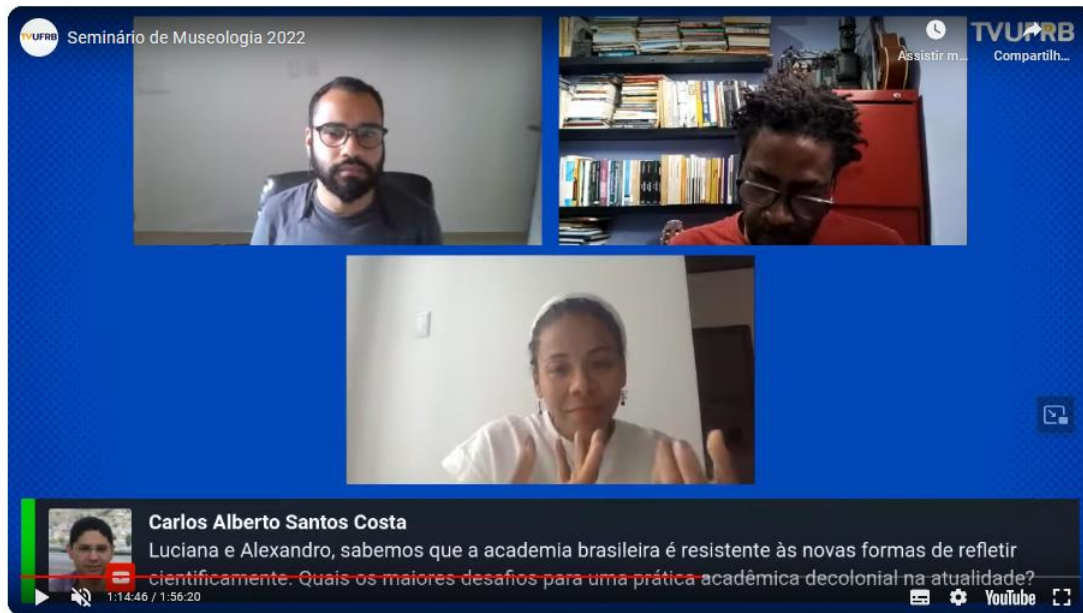 TVUFRB
Seminário de Museologia 2022
Assistir m...
TVUFRB
Compartilh...
Carlos Alberto Santos Costa
Luciana e Alexandro, sabemos que a academia brasileira é resistente às novas formas de refletir
cientificamente. Quais os maiores desafios para uma prática acadêmica decolonial na atualidade?
1:14:46 / 1:56:20
YouTube